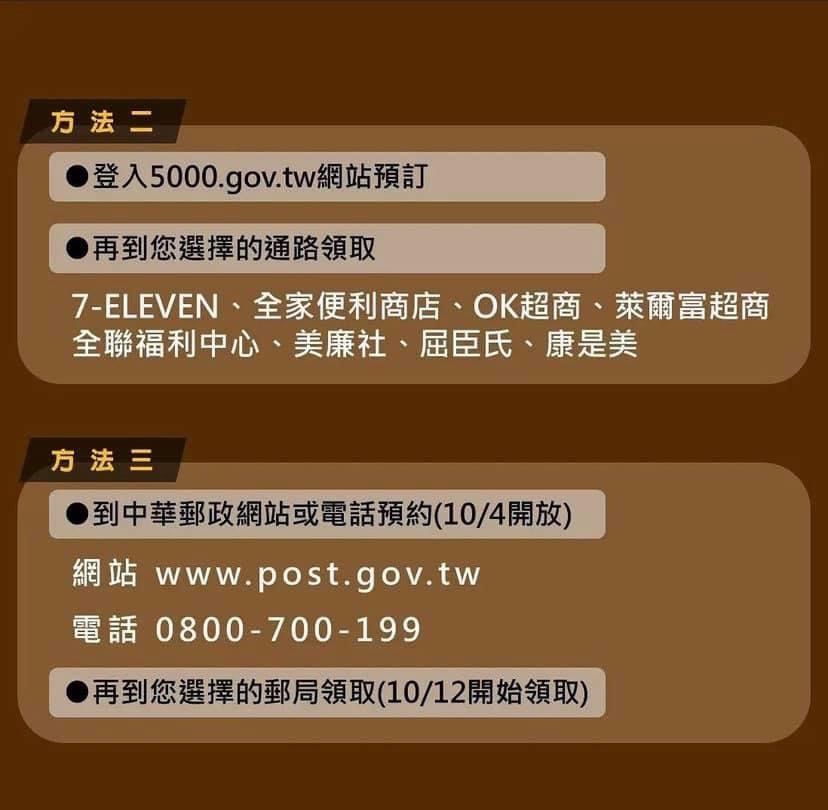 方法二
●登入5000.gov.tw網站預訂
●再到您選擇的通路領取
7-ELEVEN、全家便利商店、OK超商、萊爾富超商
全聯福利中心、美廉社、屈臣氏、康是美
方法三
●到中華郵政網站或電話預約(10/4開放)
網站 www.post.gov.tw
電話 0800-700-199
●再到您選擇的郵局領取(10/12開始領取)